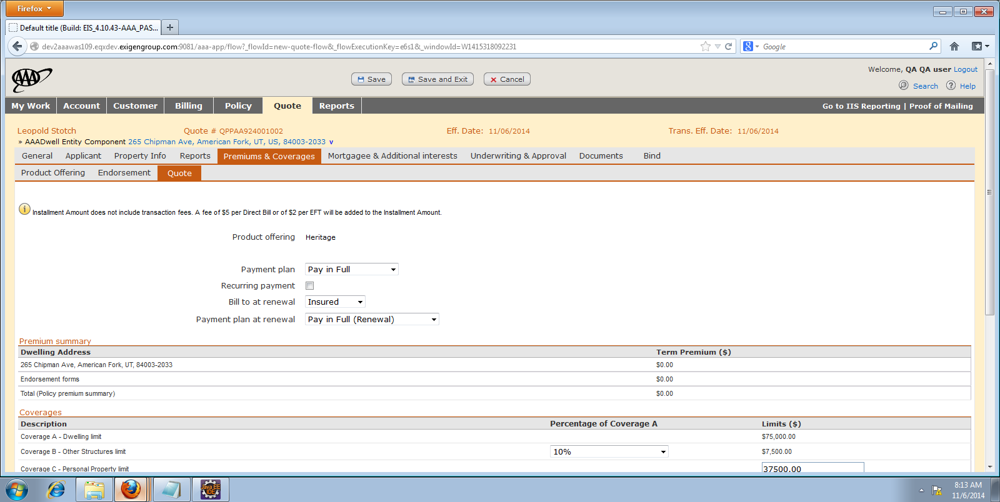 Firefox
Default title (Build: EIS_4.10.43-AAA_PAS...
dev2aaawas109.eqxdev.exigengroup.com:9081/aaa-app/flow?_flowId=new-quote-flow&_flowExecutionKey=e6s1&_windowId=W1415318092231
Google
AAA
Save
Save and Exit
Cancel
Welcome, QA QA user Logout
Search
Help
My Work Account Customer Billing Policy Quote Reports Go to IIS Reporting | Proof of Mailing
Leopold Stotch Quote # QPPAA924001002 Eff. Date: 11/06/2014 Trans. Eff. Date: 11/06/2014
» AAADwell Entity Component 265 Chipman Ave, American Fork, UT, US, 84003-2033 v
General Applicant Property Info Reports Premiums & Coverages Mortgagee & Additional interests Underwriting & Approval Documents Bind
Product Offering Endorsement Quote
Installment Amount does not include transaction fees. A fee of $5 per Direct Bill or of $2 per EFT will be added to the Installment Amount.
Product offering Heritage
Payment plan Pay in Full
Recurring payment
Bill to at renewal Insured
Payment plan at renewal Pay in Full (Renewal)
Premium summary
Dwelling Address Term Premium ($)
265 Chipman Ave, American Fork, UT, 84003-2033 $0.00
Endorsement forms $0.00
Total (Policy premium summary) $0.00
Coverages
Description Percentage of Coverage A Limits ($)
Coverage A - Dwelling limit $75,000.00
Coverage B - Other Structures limit 10% $7,500.00
Coverage C - Personal Property limit 37500.00
Java EE
IDE
8:13 AM
11/6/2014